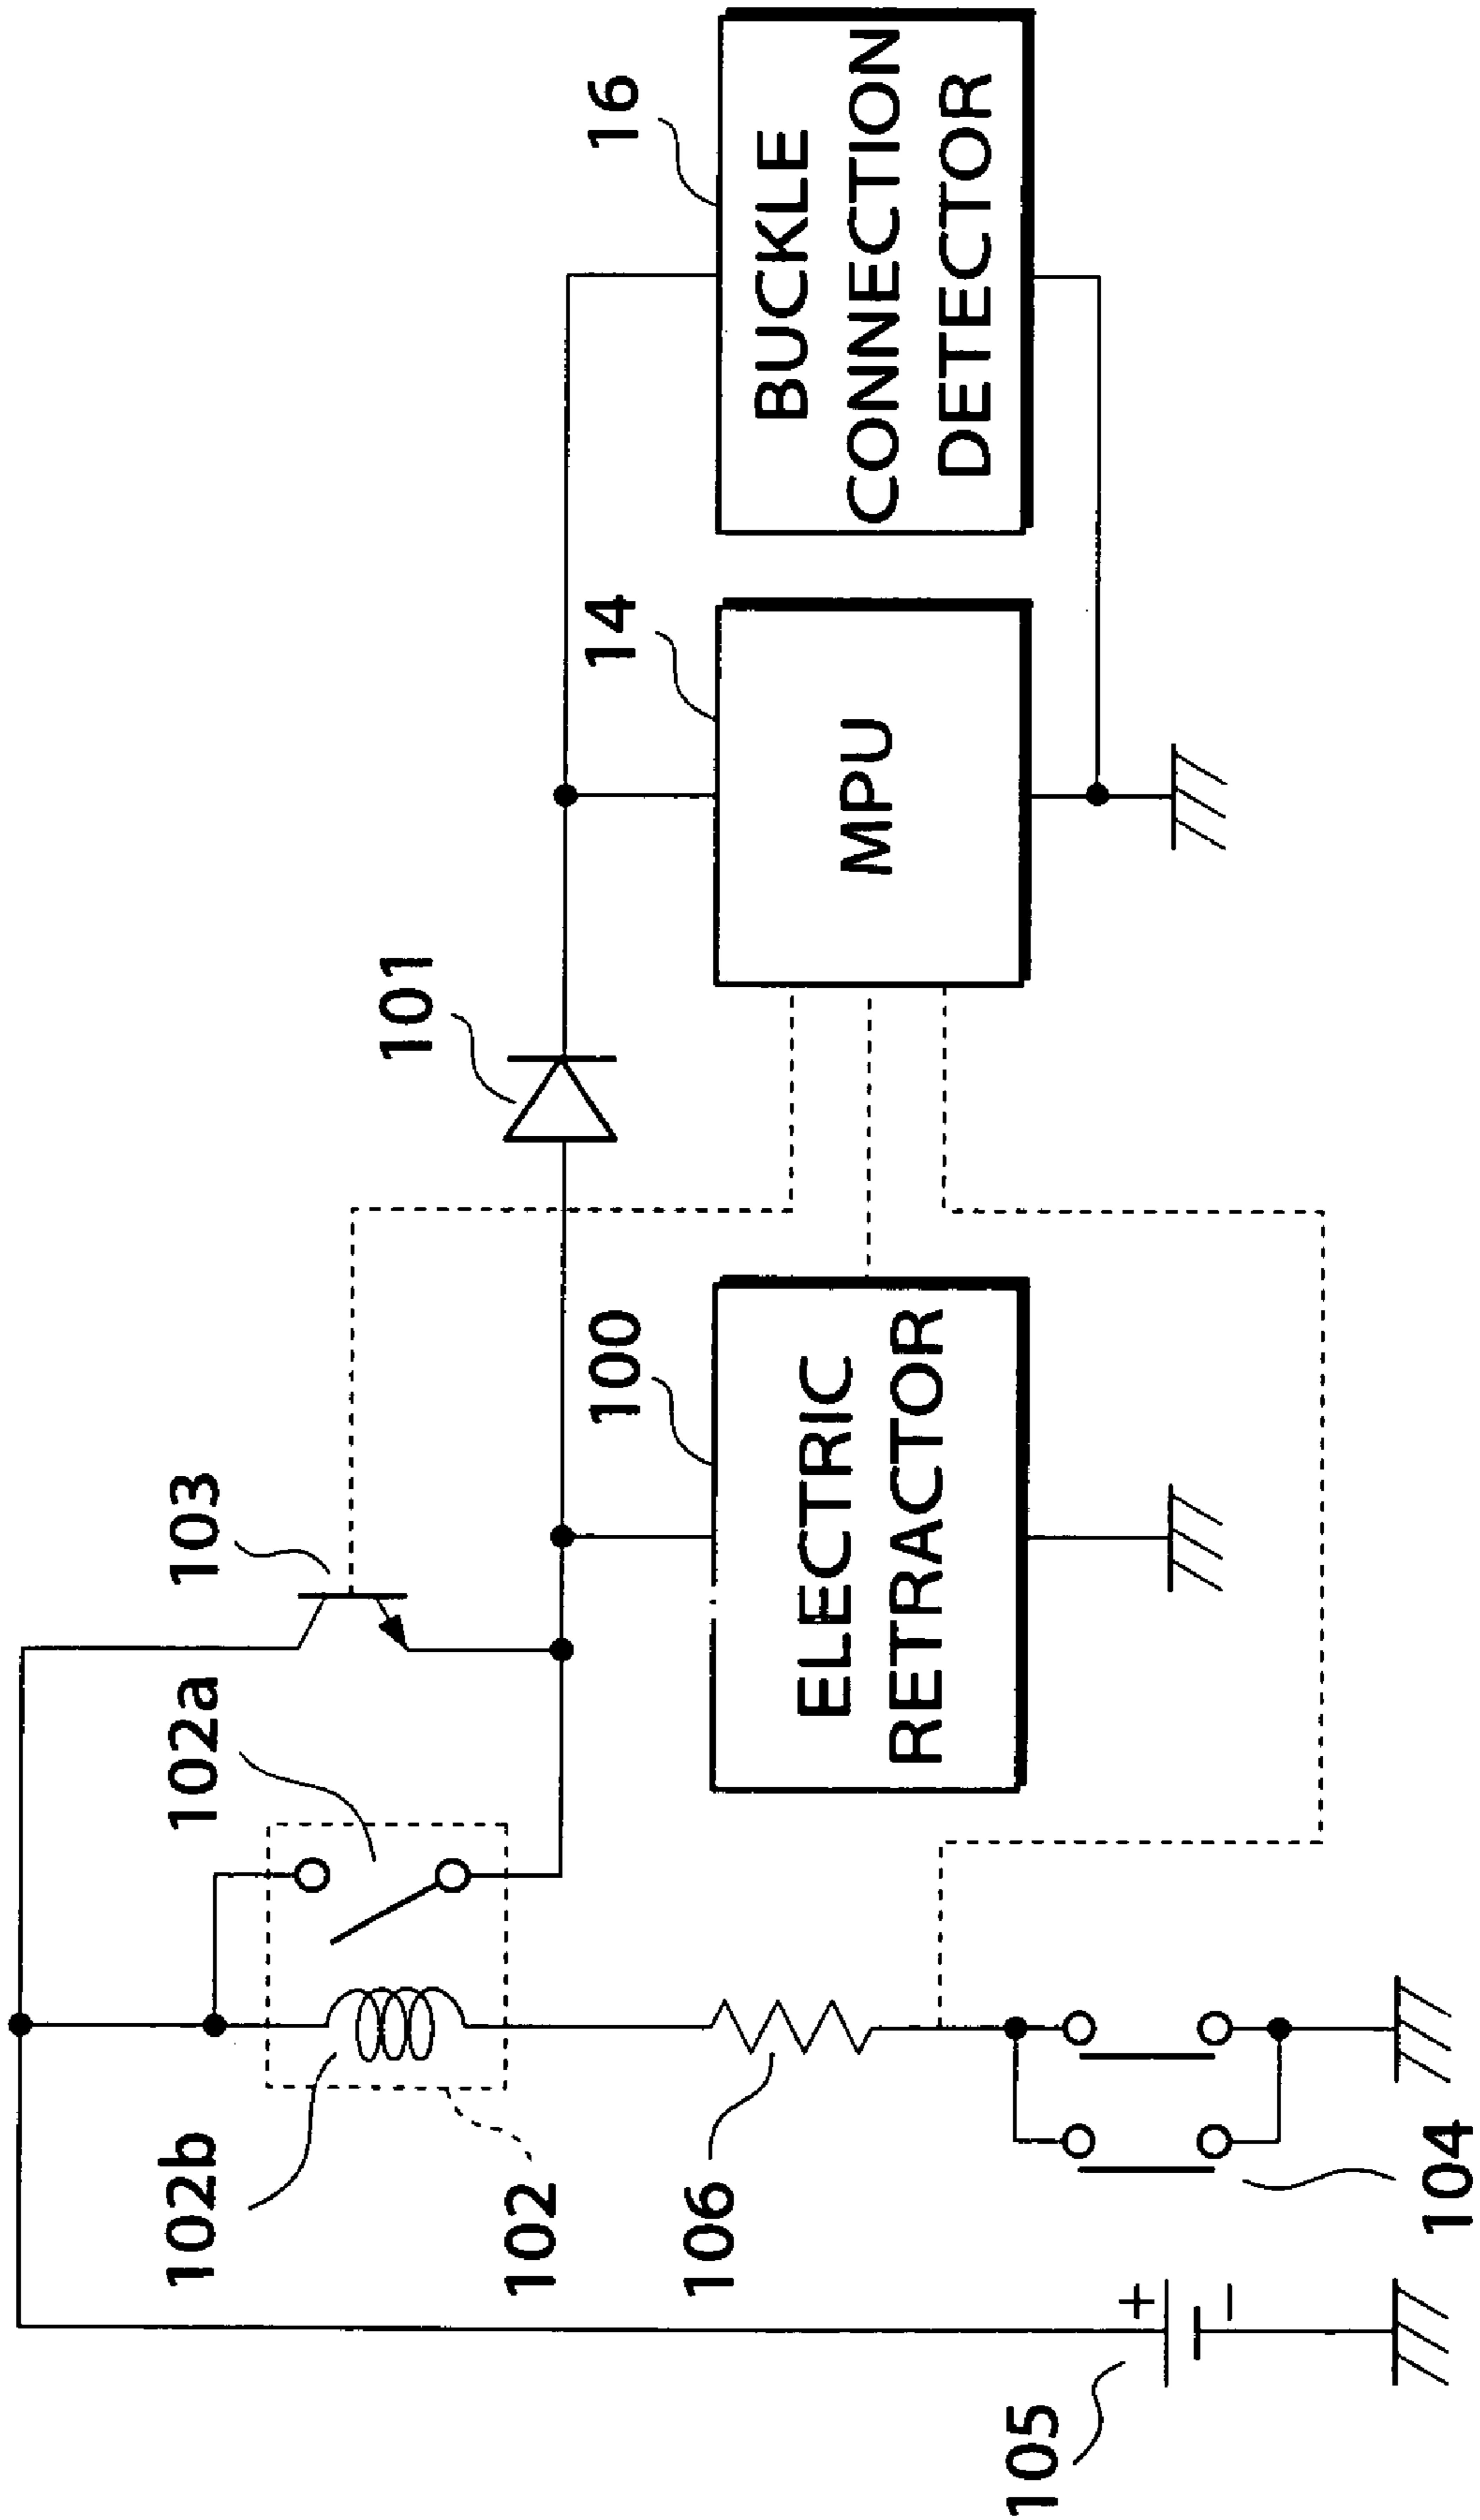 105
+
−
102b
102
106
104
102a
103
100
ELECTRIC
RETRACTOR
101
14
MPU
16
BUCKLE
CONNECTION
DETECTOR